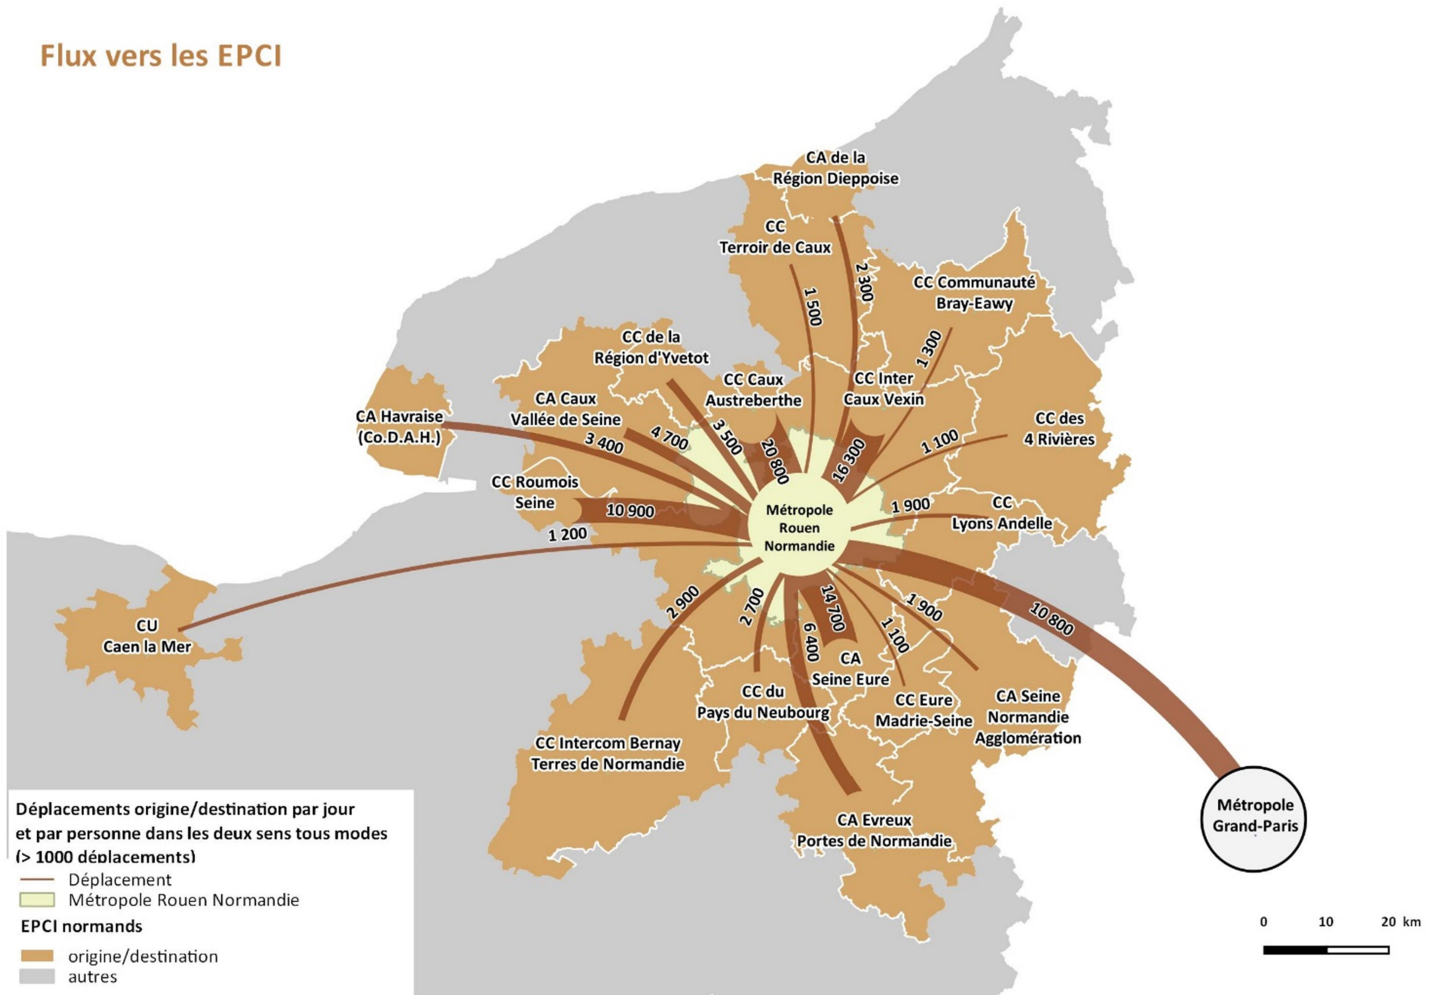 Flux vers les EPCI
CA de la
Région Dieppoise
CC
Terroir de Caux
2 300
1 500
CC Communauté
Bray-Eawy
1 300
CC de la
Région d'Yvetot
CC Caux
Austreberthe
CC Inter
Caux Vexin
CA Caux
Vallée de Seine
CA Havraise
(Co.D.A.H.)
CC des
4 Rivières
3 400
4 700
3 500
20 800
16 300
1 100
CC Roumois
Seine
10 900
1 200
Métropole
Rouen
Normandie
1 900
CC
Lyons Andelle
CU
Caen la Mer
2 900
2 700
6 400
14 700
1 100
1 900
10 800
CA
Seine Eure
CC du
Pays du Neubourg
CC Eure
Madrie-Seine
CA Seine
Normandie
Agglomération
CC Intercom Bernay
Terres de Normandie
CA Evreux
Portes de Normandie
Métropole
Grand-Paris
Déplacements origine/destination par jour
et par personne dans les deux sens tous modes
(> 1000 déplacements)
Déplacement
Métropole Rouen Normandie
EPCI normands
origine/destination
autres
0 10 20 km